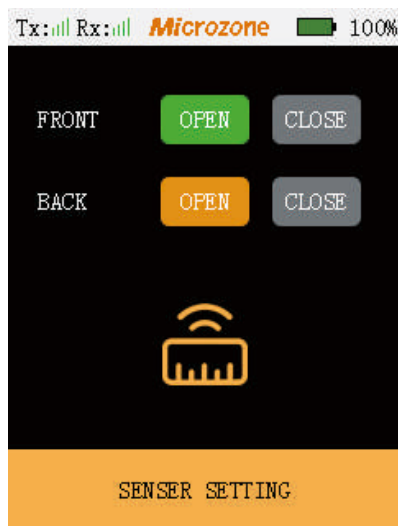 Tx: Rx: Microzone 100%
FRONT OPEN CLOSE
BACK OPEN CLOSE
SENSER SETTING